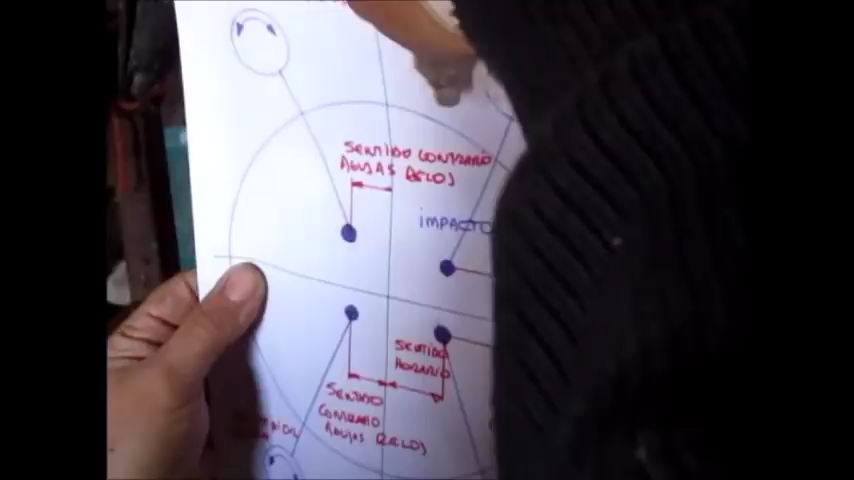 SENTIDO CONTRARIO
AGUJAS RELOJ
IMPACTO
SENTIDO
HORARIO
SENTIDO
CONTRARIO
AGUJAS RELOJ